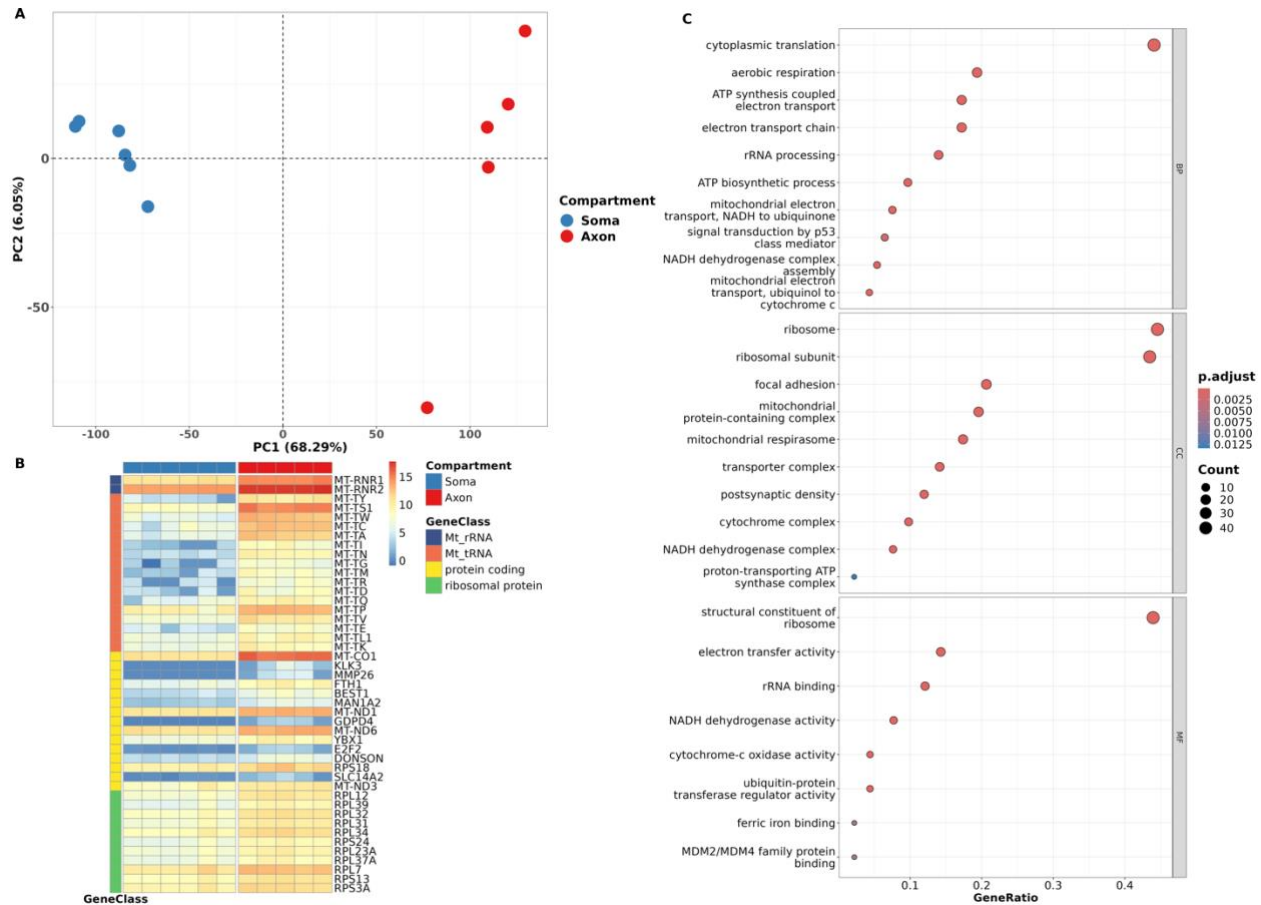 A
0
-50
-100
-50
0
50
100
PC1 (68.29%)
PC2 (6.05%)
Compartment
Soma
Axon
B
MT-RNR1
MT-RNR2
MT-TY
MT-TS1
MT-TW
MT-TC
MT-TA
MT-TI
MT-TN
MT-TG
MT-TM
MT-TR
MT-TD
MT-TQ
MT-TP
MT-TV
MT-TE
MT-TL1
MT-TK
MT-CO1
KLK3
MMP26
FTH1
BEST1
MAN1A2
MT-ND1
GDPD4
MT-ND6
YBX1
E2F2
DONSON
RPS18
SLC14A2
MT-ND3
RPL12
RPL39
RPL32
RPL31
RPL34
RPS24
RPL23A
RPL37A
RPL7
RPS13
RPS3A
GeneClass
15
10
5
0
Compartment
Soma
Axon
GeneClass
Mt_rRNA
Mt_tRNA
protein coding
ribosomal protein
C
cytoplasmic translation
aerobic respiration
ATP synthesis coupled
electron transport
electron transport chain
rRNA processing
ATP biosynthetic process
mitochondrial electron
transport, NADH to ubiquinone
signal transduction by p53
class mediator
NADH dehydrogenase complex
assembly
mitochondrial electron
transport, ubiquinol to
cytochrome c
BP
ribosome
ribosomal subunit
focal adhesion
mitochondrial
protein-containing complex
mitochondrial respirasome
transporter complex
postsynaptic density
cytochrome complex
NADH dehydrogenase complex
proton-transporting ATP
synthase complex
CC
structural constituent of
ribosome
electron transfer activity
rRNA binding
NADH dehydrogenase activity
cytochrome-c oxidase activity
ubiquitin-protein
transferase regulator activity
ferric iron binding
MDM2/MDM4 family protein
binding
MF
0.1
0.2
0.3
0.4
GeneRatio
p.adjust
0.0025
0.0050
0.0075
0.0100
0.0125
Count
10
20
30
40